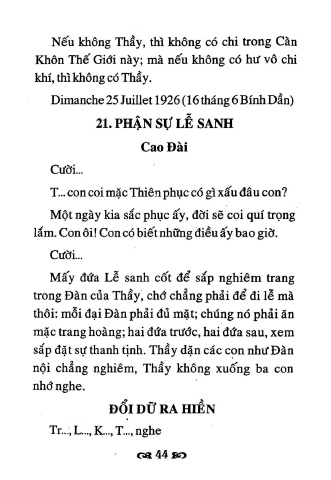 Nếu không Thầy, thì không có chi trong Càn
Khôn Thế Giới này; mà nếu không có hư vô chi
khí, thì không có Thầy.
Dimanche 25 Juillet 1926 (16 tháng 6 Bính Dần)
21. PHẬN SỰ LỄ SANH
Cao Đài
Cười...
T... con coi mặc Thiên phục có gì xấu đâu con?
Một ngày kia sắc phục ấy, đời sẽ coi quí trọng
lắm. Con ôi! Con có biết những điều ấy bao giờ.
Cười...
Mấy đứa Lễ sanh cốt để sắp nghiêm trang
trong Đàn của Thầy, chớ chẳng phải để đi lễ mà
thôi: mỗi đại Đàn phải đủ mặt; chúng nó phải ăn
mặc trang hoàng; hai đứa trước, hai đứa sau, xem
sắp đặt sự thanh tịnh. Thầy dặn các con như Đàn
nội chẳng nghiêm, Thầy không xuống ba con
nhớ nghe.
ĐỔI DỮ RA HIỀN
Tr..., L..., K..., T..., nghe
44